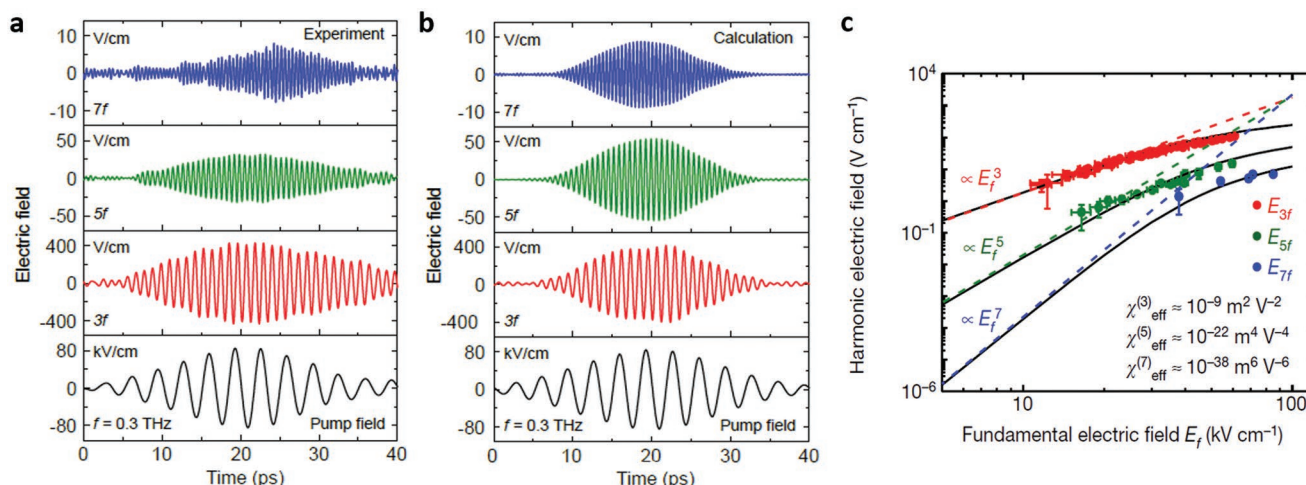 a
V/cm
Experiment
10
0
-10
7f
V/cm
50
0
-50
5f
V/cm
400
0
-400
3f
kV/cm
80
0
-80
f = 0.3 THz
Pump field
Electric field
0 10 20 30 40
Time (ps)
b
V/cm
Calculation
10
0
-10
7f
V/cm
50
0
-50
5f
V/cm
400
0
-400
3f
kV/cm
80
0
-80
f = 0.3 THz
Pump field
Electric field
0 10 20 30 40
Time (ps)
c
Harmonic electric field (V cm⁻¹)
10⁴
10⁻¹
10⁻⁶
∝ E_f³
∝ E_f⁵
∝ E_f⁷
E_3f
E_5f
E_7f
χ⁽³⁾_eff ≈ 10⁻⁹ m² V⁻²
χ⁽⁵⁾_eff ≈ 10⁻²² m⁴ V⁻⁴
χ⁽⁷⁾_eff ≈ 10⁻³⁸ m⁶ V⁻⁶
10 100
Fundamental electric field E_f (kV cm⁻¹)